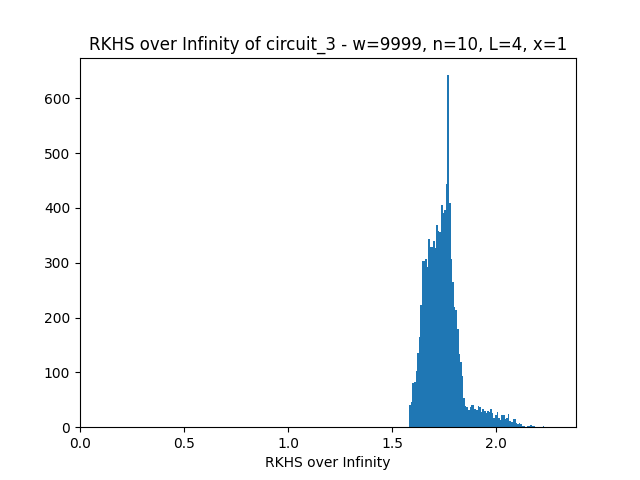 RKHS over Infinity of circuit_3 - w=9999, n=10, L=4, x=1
600
500
400
300
200
100
0
0.0 0.5 1.0 1.5 2.0
RKHS over Infinity